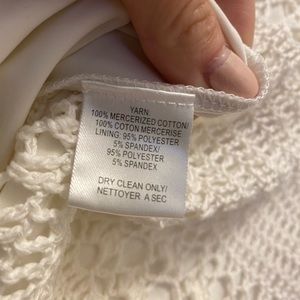 YARN:
100% MERCERIZED COTTON/
100% COTON MERCERISE
LINING: 95% POLYESTER
5% SPANDEX/
95% POLYESTER
5% SPANDEX
DRY CLEAN ONLY/
NETTOYER A SEC